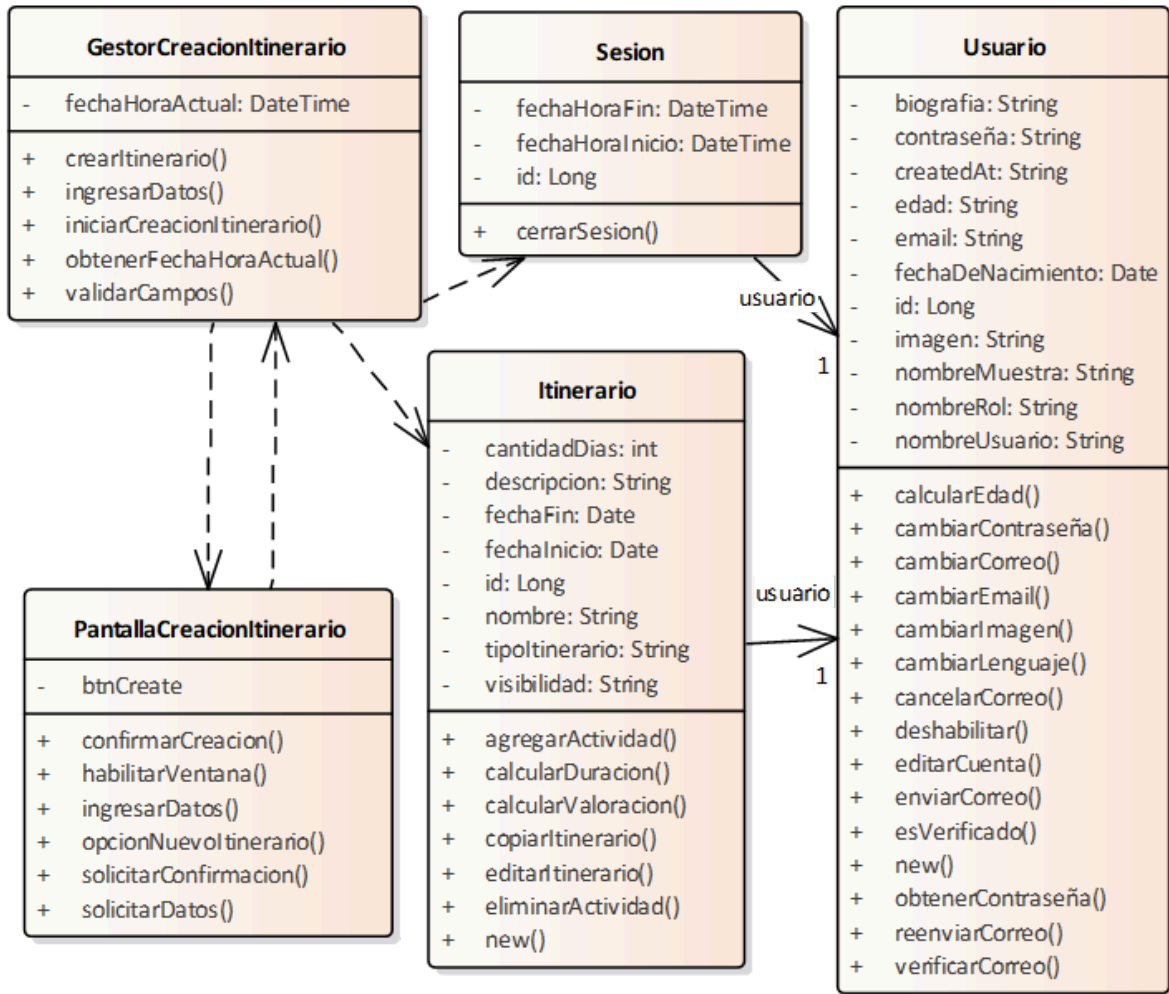 GestorCreacionItinerario
- fechaHoraActual: DateTime
+ crearItinerario()
+ ingresarDatos()
+ iniciarCreacionItinerario()
+ obtenerFechaHoraActual()
+ validarCampos()
Sesion
- fechaHoraFin: DateTime
- fechaHoraInicio: DateTime
- id: Long
+ cerrarSesion()
usuario
1
Usuario
- biografia: String
- contraseña: String
- createdAt: String
- edad: String
- email: String
- fechaDeNacimiento: Date
- id: Long
- imagen: String
- nombreMuestra: String
- nombreRol: String
- nombreUsuario: String
+ calcularEdad()
+ cambiarContraseña()
+ cambiarCorreo()
+ cambiarEmail()
+ cambiarImagen()
+ cambiarLenguaje()
+ cancelarCorreo()
+ deshabilitar()
+ editarCuenta()
+ enviarCorreo()
+ esVerificado()
+ new()
+ obtenerContraseña()
+ reenviarCorreo()
+ verificarCorreo()
Itinerario
- cantidadDias: int
- descripcion: String
- fechaFin: Date
- fechaInicio: Date
- id: Long
- nombre: String
- tipoItinerario: String
- visibilidad: String
+ agregarActividad()
+ calcularDuracion()
+ calcularValoracion()
+ copiarItinerario()
+ editarItinerario()
+ eliminarActividad()
+ new()
usuario
1
PantallaCreacionItinerario
- btnCreate
+ confirmarCreacion()
+ habilitarVentana()
+ ingresarDatos()
+ opcionNuevoItinerario()
+ solicitarConfirmacion()
+ solicitarDatos()